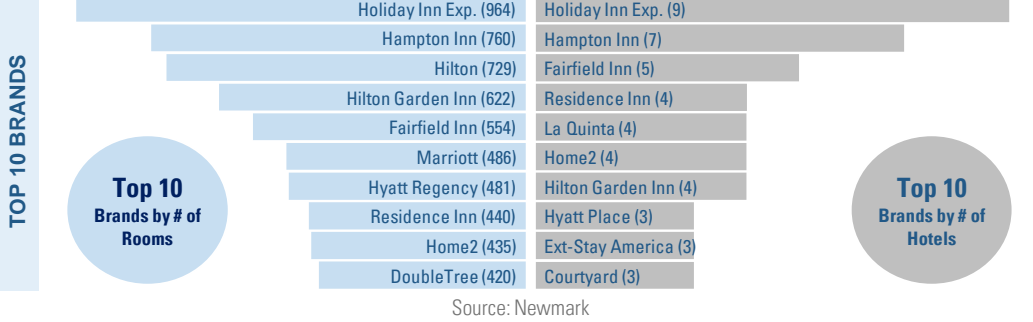 TOP 10 BRANDS
Holiday Inn Exp. (964)
Hampton Inn (760)
Hilton (729)
Hilton Garden Inn (622)
Fairfield Inn (554)
Marriott (486)
Hyatt Regency (481)
Residence Inn (440)
Home2 (435)
DoubleTree (420)
Top 10
Brands by # of
Rooms
Holiday Inn Exp. (9)
Hampton Inn (7)
Fairfield Inn (5)
Residence Inn (4)
La Quinta (4)
Home2 (4)
Hilton Garden Inn (4)
Hyatt Place (3)
Ext-Stay America (3)
Courtyard (3)
Top 10
Brands by # of
Hotels
Source: Newmark